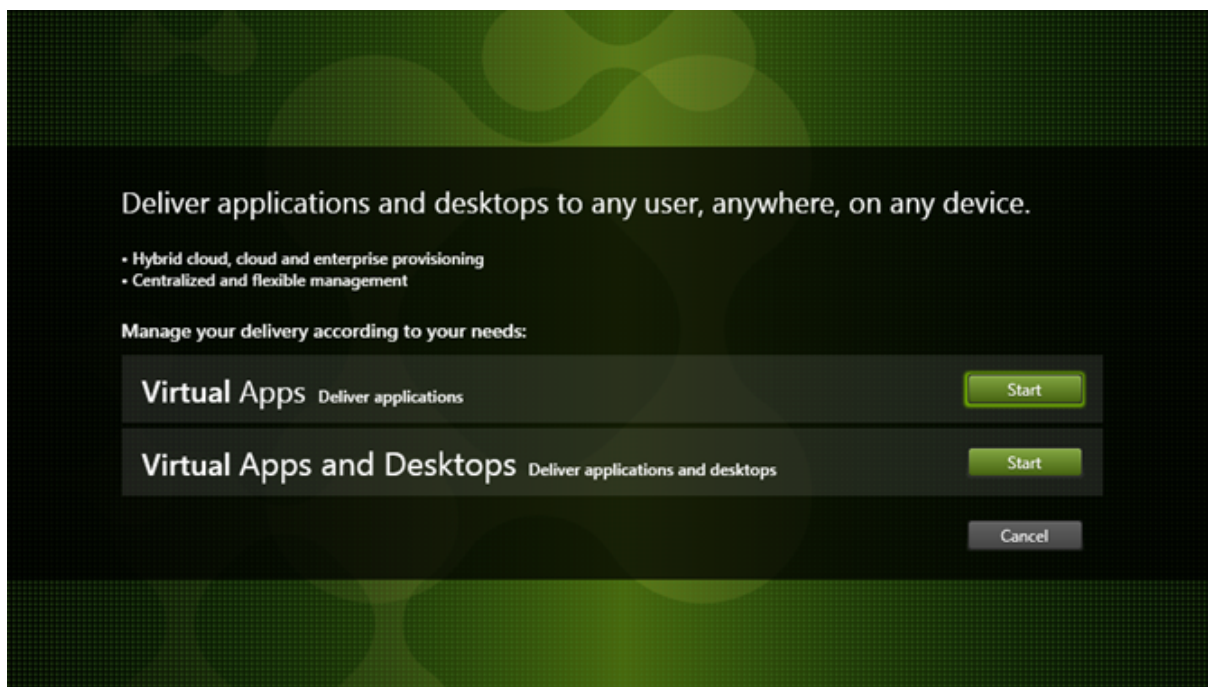 Deliver applications and desktops to any user, anywhere, on any device.
• Hybrid cloud, cloud and enterprise provisioning
• Centralized and flexible management
Manage your delivery according to your needs:
Virtual Apps Deliver applications Start
Virtual Apps and Desktops Deliver applications and desktops Start
Cancel